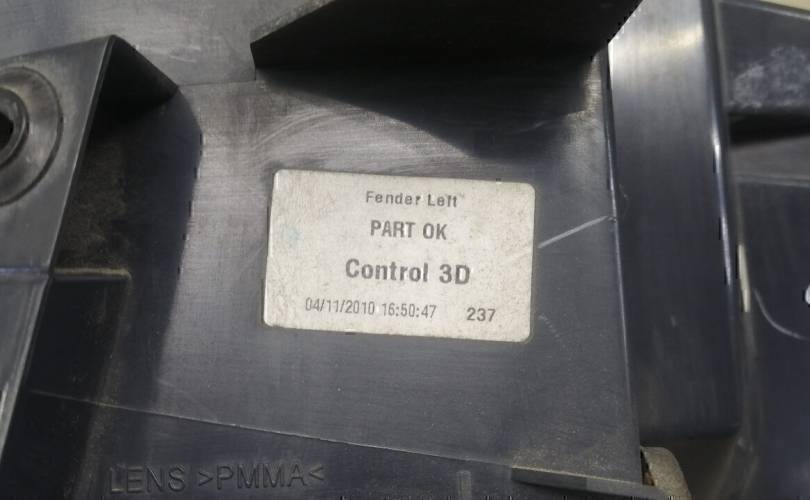 Fender Left
PART OK
Control 3D
04/11/2010 16:50:47 237
LENS >PMMA<